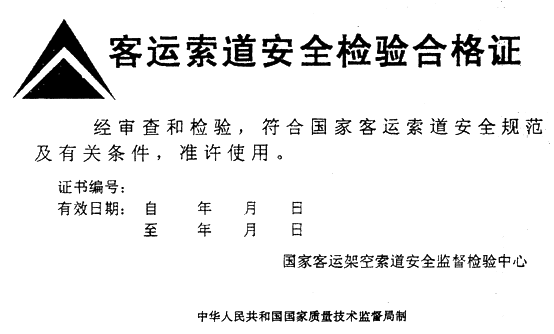 客运索道安全检验合格证
经审查和检验，符合国家客运索道安全规范
及有关条件，准许使用。
证书编号：
有效日期：自 年 月 日
至 年 月 日
国家客运架空索道安全监督检验中心
中华人民共和国国家质量技术监督局制